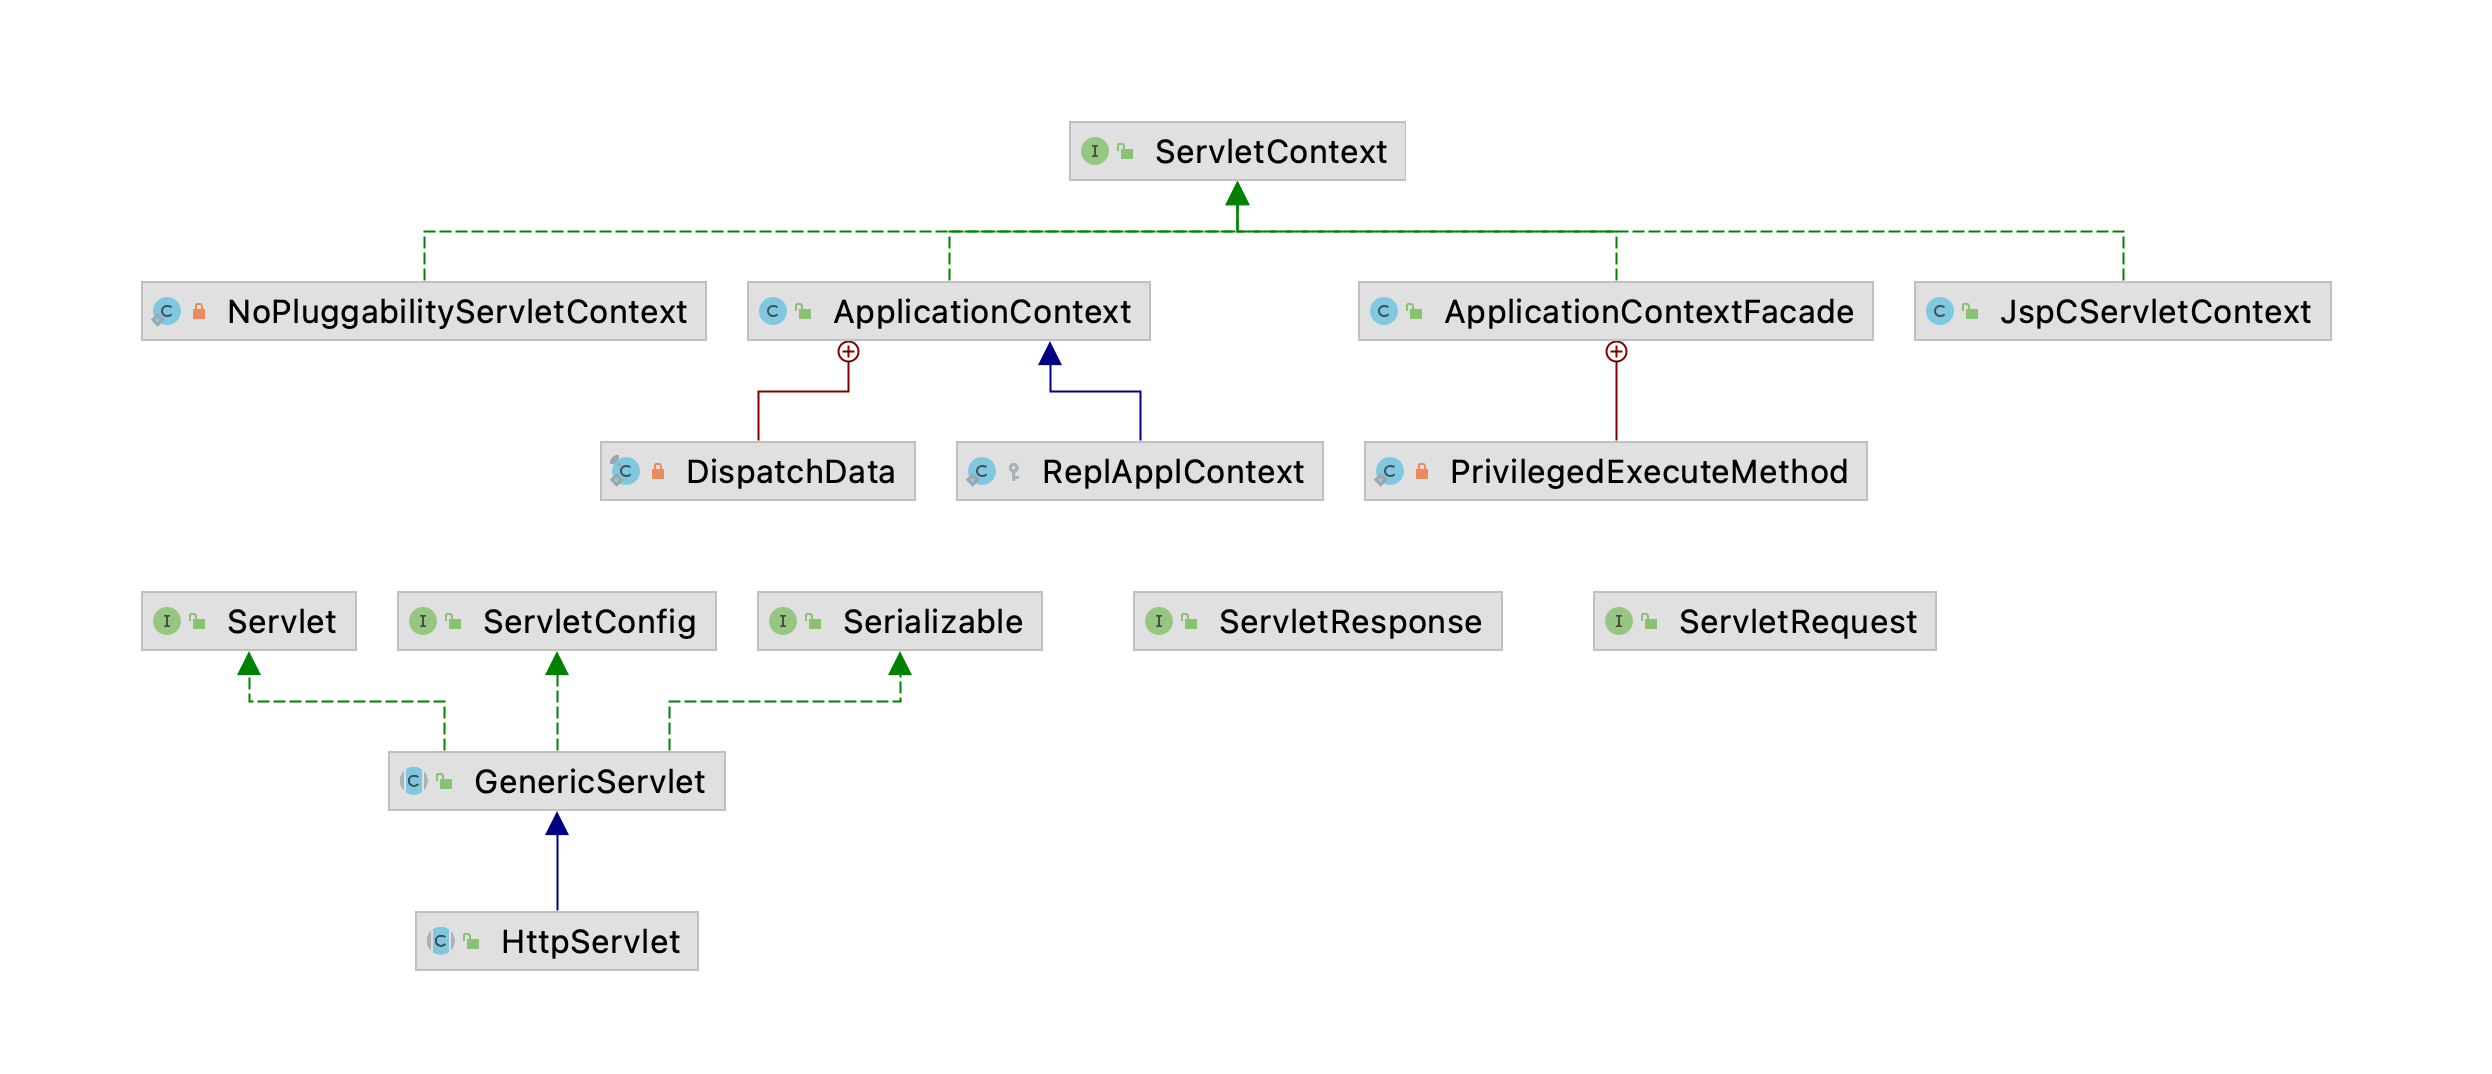 ServletContext
NoPluggabilityServletContext
ApplicationContext
ApplicationContextFacade
JspCServletContext
DispatchData
ReplApplContext
PrivilegedExecuteMethod
Servlet
ServletConfig
Serializable
ServletResponse
ServletRequest
GenericServlet
HttpServlet